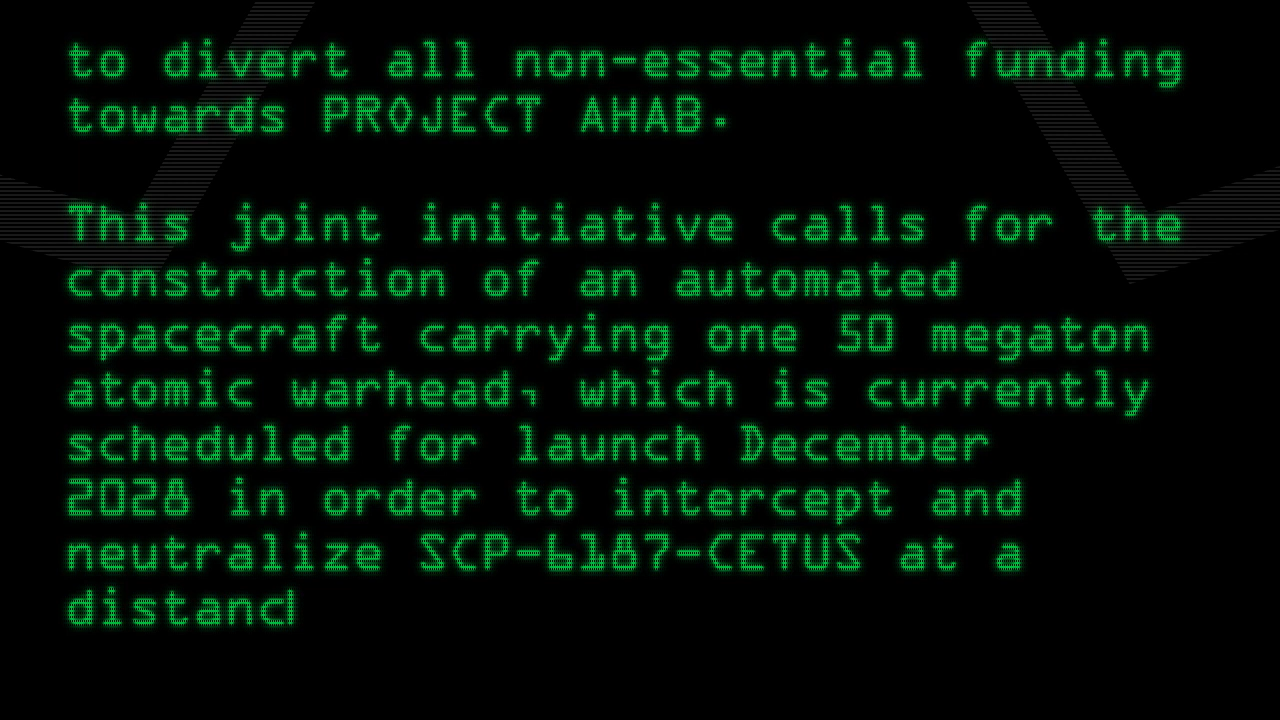 to divert all non-essential funding
towards PROJECT AHAB.
This joint initiative calls for the
construction of an automated
spacecraft carrying one 50 megaton
atomic warhead, which is currently
scheduled for launch December
2028 in order to intercept and
neutralize SCP-6187-CETUS at a
distanc